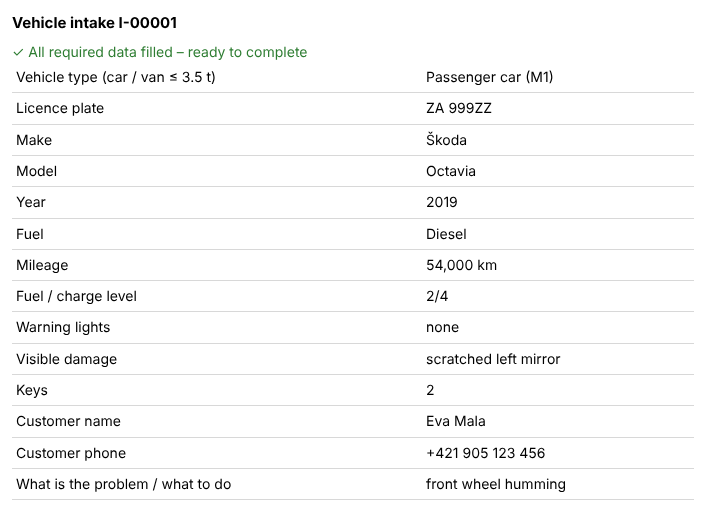 Vehicle intake I-00001
✓ All required data filled – ready to complete
Vehicle type (car / van ≤ 3.5 t) Passenger car (M1)
Licence plate ZA 999ZZ
Make Škoda
Model Octavia
Year 2019
Fuel Diesel
Mileage 54,000 km
Fuel / charge level 2/4
Warning lights none
Visible damage scratched left mirror
Keys 2
Customer name Eva Mala
Customer phone +421 905 123 456
What is the problem / what to do front wheel humming